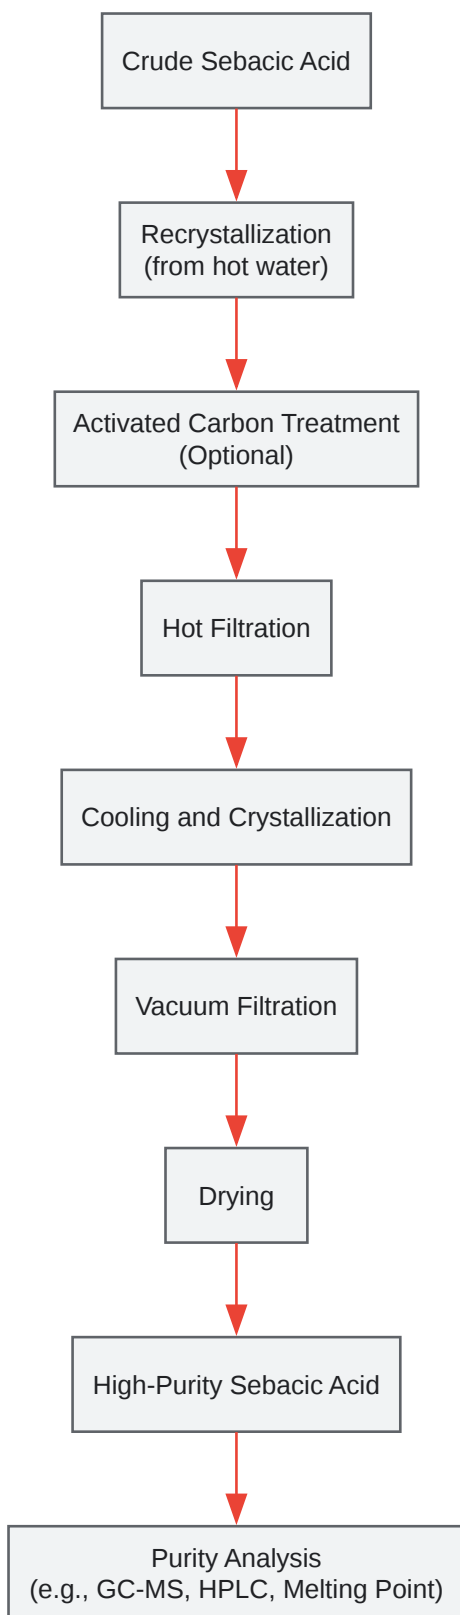 Crude Sebacic Acid
Recrystallization
(from hot water)
Activated Carbon Treatment
(Optional)
Hot Filtration
Cooling and Crystallization
Vacuum Filtration
Drying
High-Purity Sebacic Acid
Purity Analysis
(e.g., GC-MS, HPLC, Melting Point)